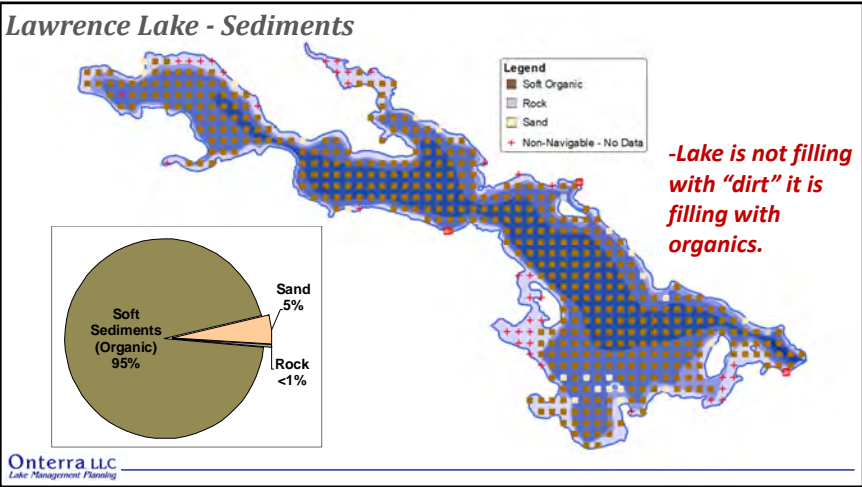 Lawrence Lake - Sediments
Legend
Soft Organic
Rock
Sand
Non-Navigable - No Data
-Lake is not filling
with “dirt” it is
filling with
organics.
Soft
Sediments
(Organic)
95%
Sand
5%
Rock
<1%
Onterra LLC
Lake Management Planning